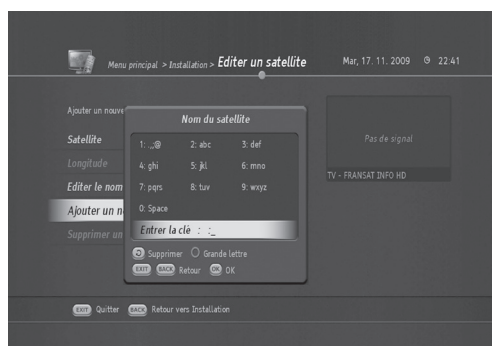 Menu principal > Installation > Editer un satellite
Mar, 17. 11. 2009 22:41
Ajouter un nouve
Satellite
Longitude
Editer le nom
Ajouter un n
Supprimer un
Nom du satellite
1: .,;@ 2: abc 3: def
4: ghi 5: jkl 6: mno
7: pqrs 8: tuv 9: wxyz
0: Space
Entrer la clé : :_
Supprimer Grande lettre
EXIT BACK Retour OK OK
Pas de signal
TV - FRANSAT INFO HD
EXIT Quitter BACK Retour vers Installation